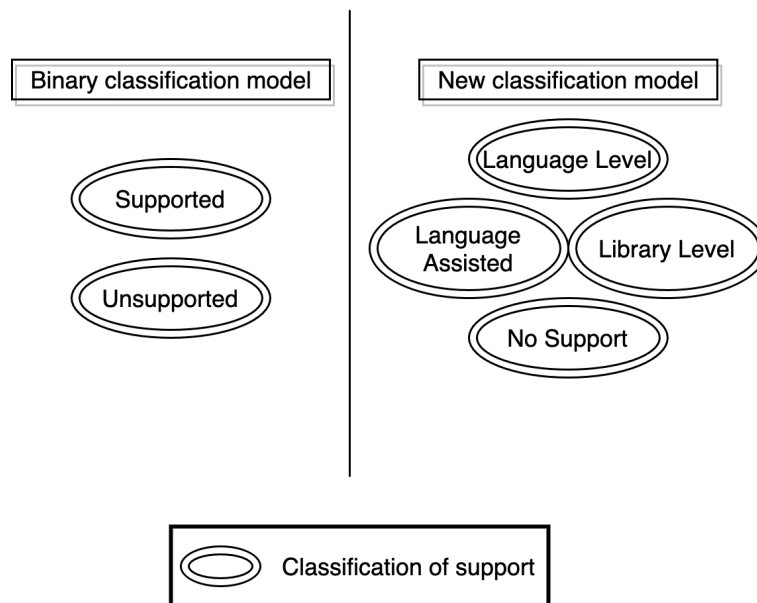 Binary classification model
Supported
Unsupported
New classification model
Language Level
Language
Assisted
Library Level
No Support
Classification of support